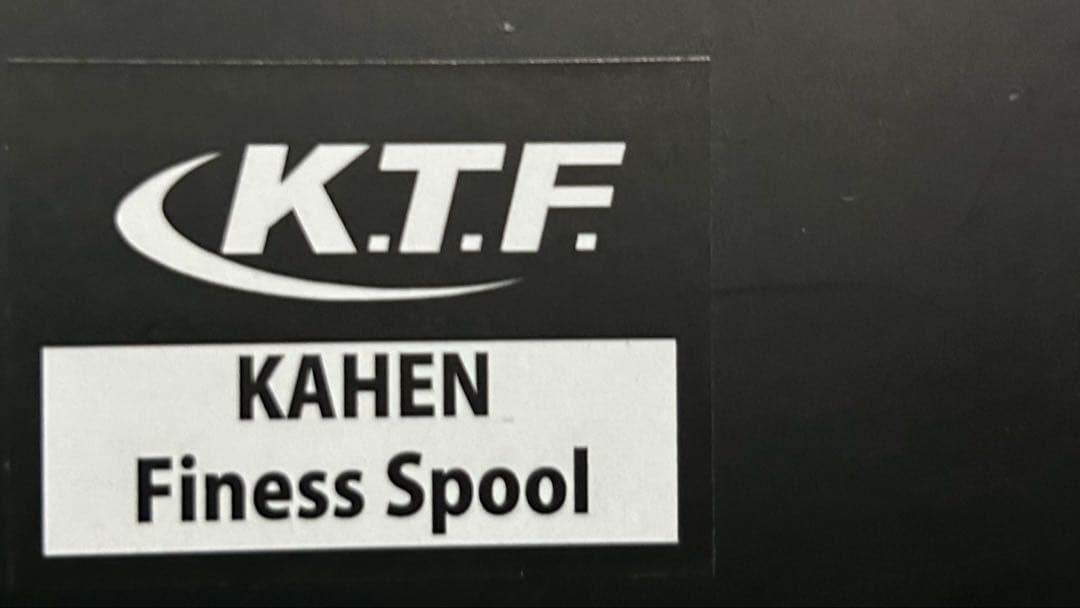 K.T.F.
KAHEN
Finess Spool